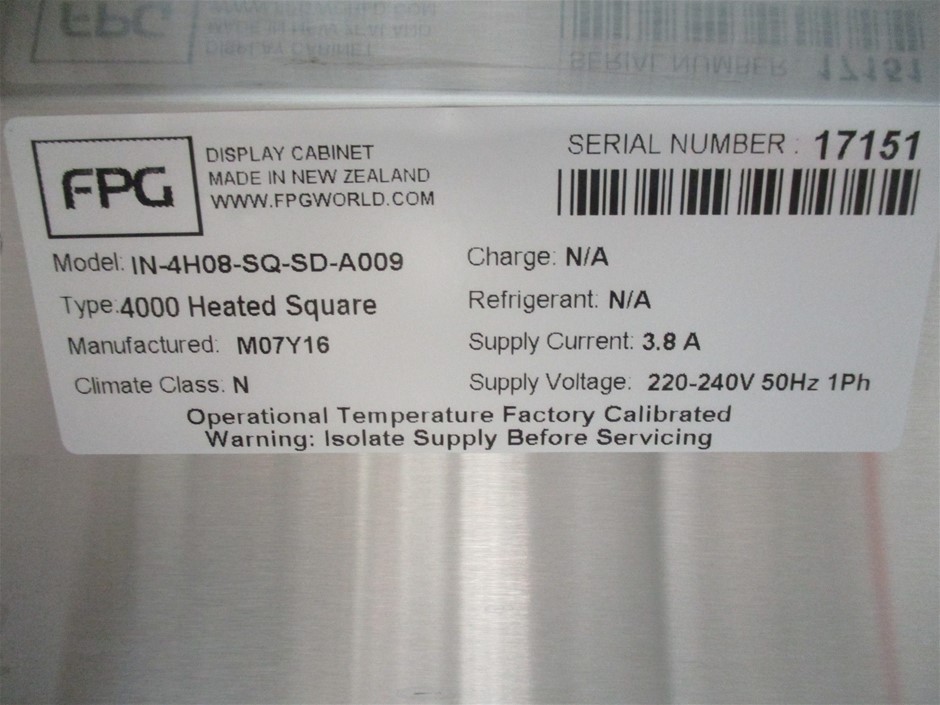 FPG
DISPLAY CABINET
MADE IN NEW ZEALAND
WWW.FPGWORLD.COM
SERIAL NUMBER : 17151
Model: IN-4H08-SQ-SD-A009
Type:4000 Heated Square
Manufactured: M07Y16
Climate Class: N
Charge: N/A
Refrigerant: N/A
Supply Current: 3.8 A
Supply Voltage: 220-240V 50Hz 1Ph
Operational Temperature Factory Calibrated
Warning: Isolate Supply Before Servicing